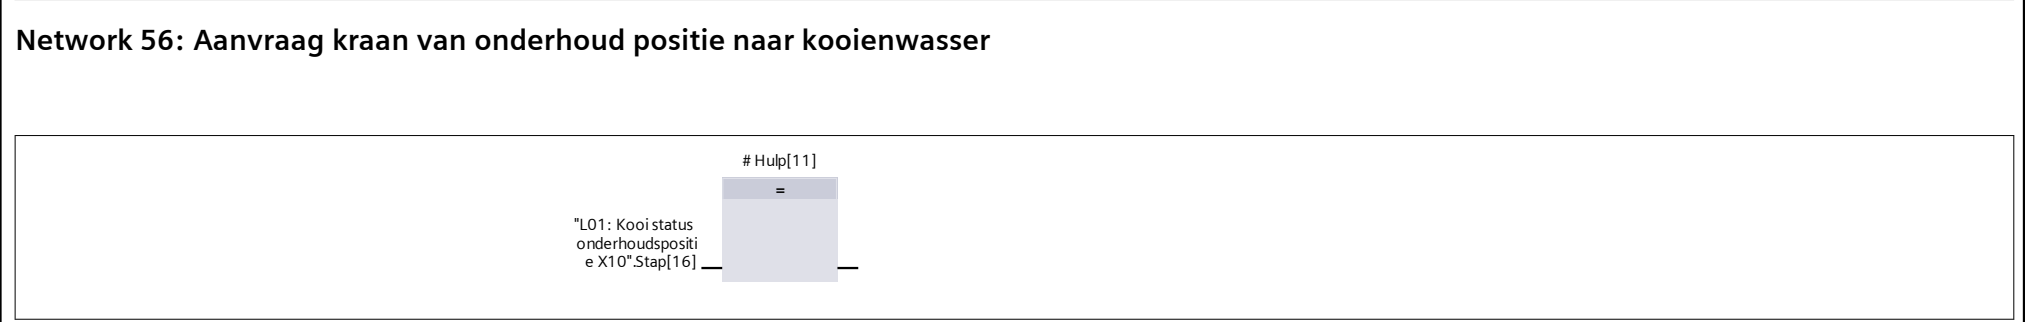 Network 56: Aanvraag kraan van onderhoud positie naar kooienwasser
#Hulp[11]
=
"L01: Kooi status
onderhoudspositi
e X10".Stap[16]